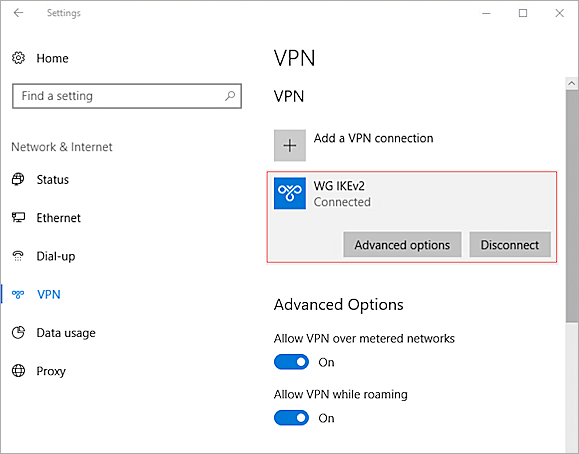 Settings
Home
Find a setting
Network & Internet
Status
Ethernet
Dial-up
VPN
Data usage
Proxy
VPN
VPN
Add a VPN connection
WG IKEv2
Connected
Advanced options Disconnect
Advanced Options
Allow VPN over metered networks
On
Allow VPN while roaming
On